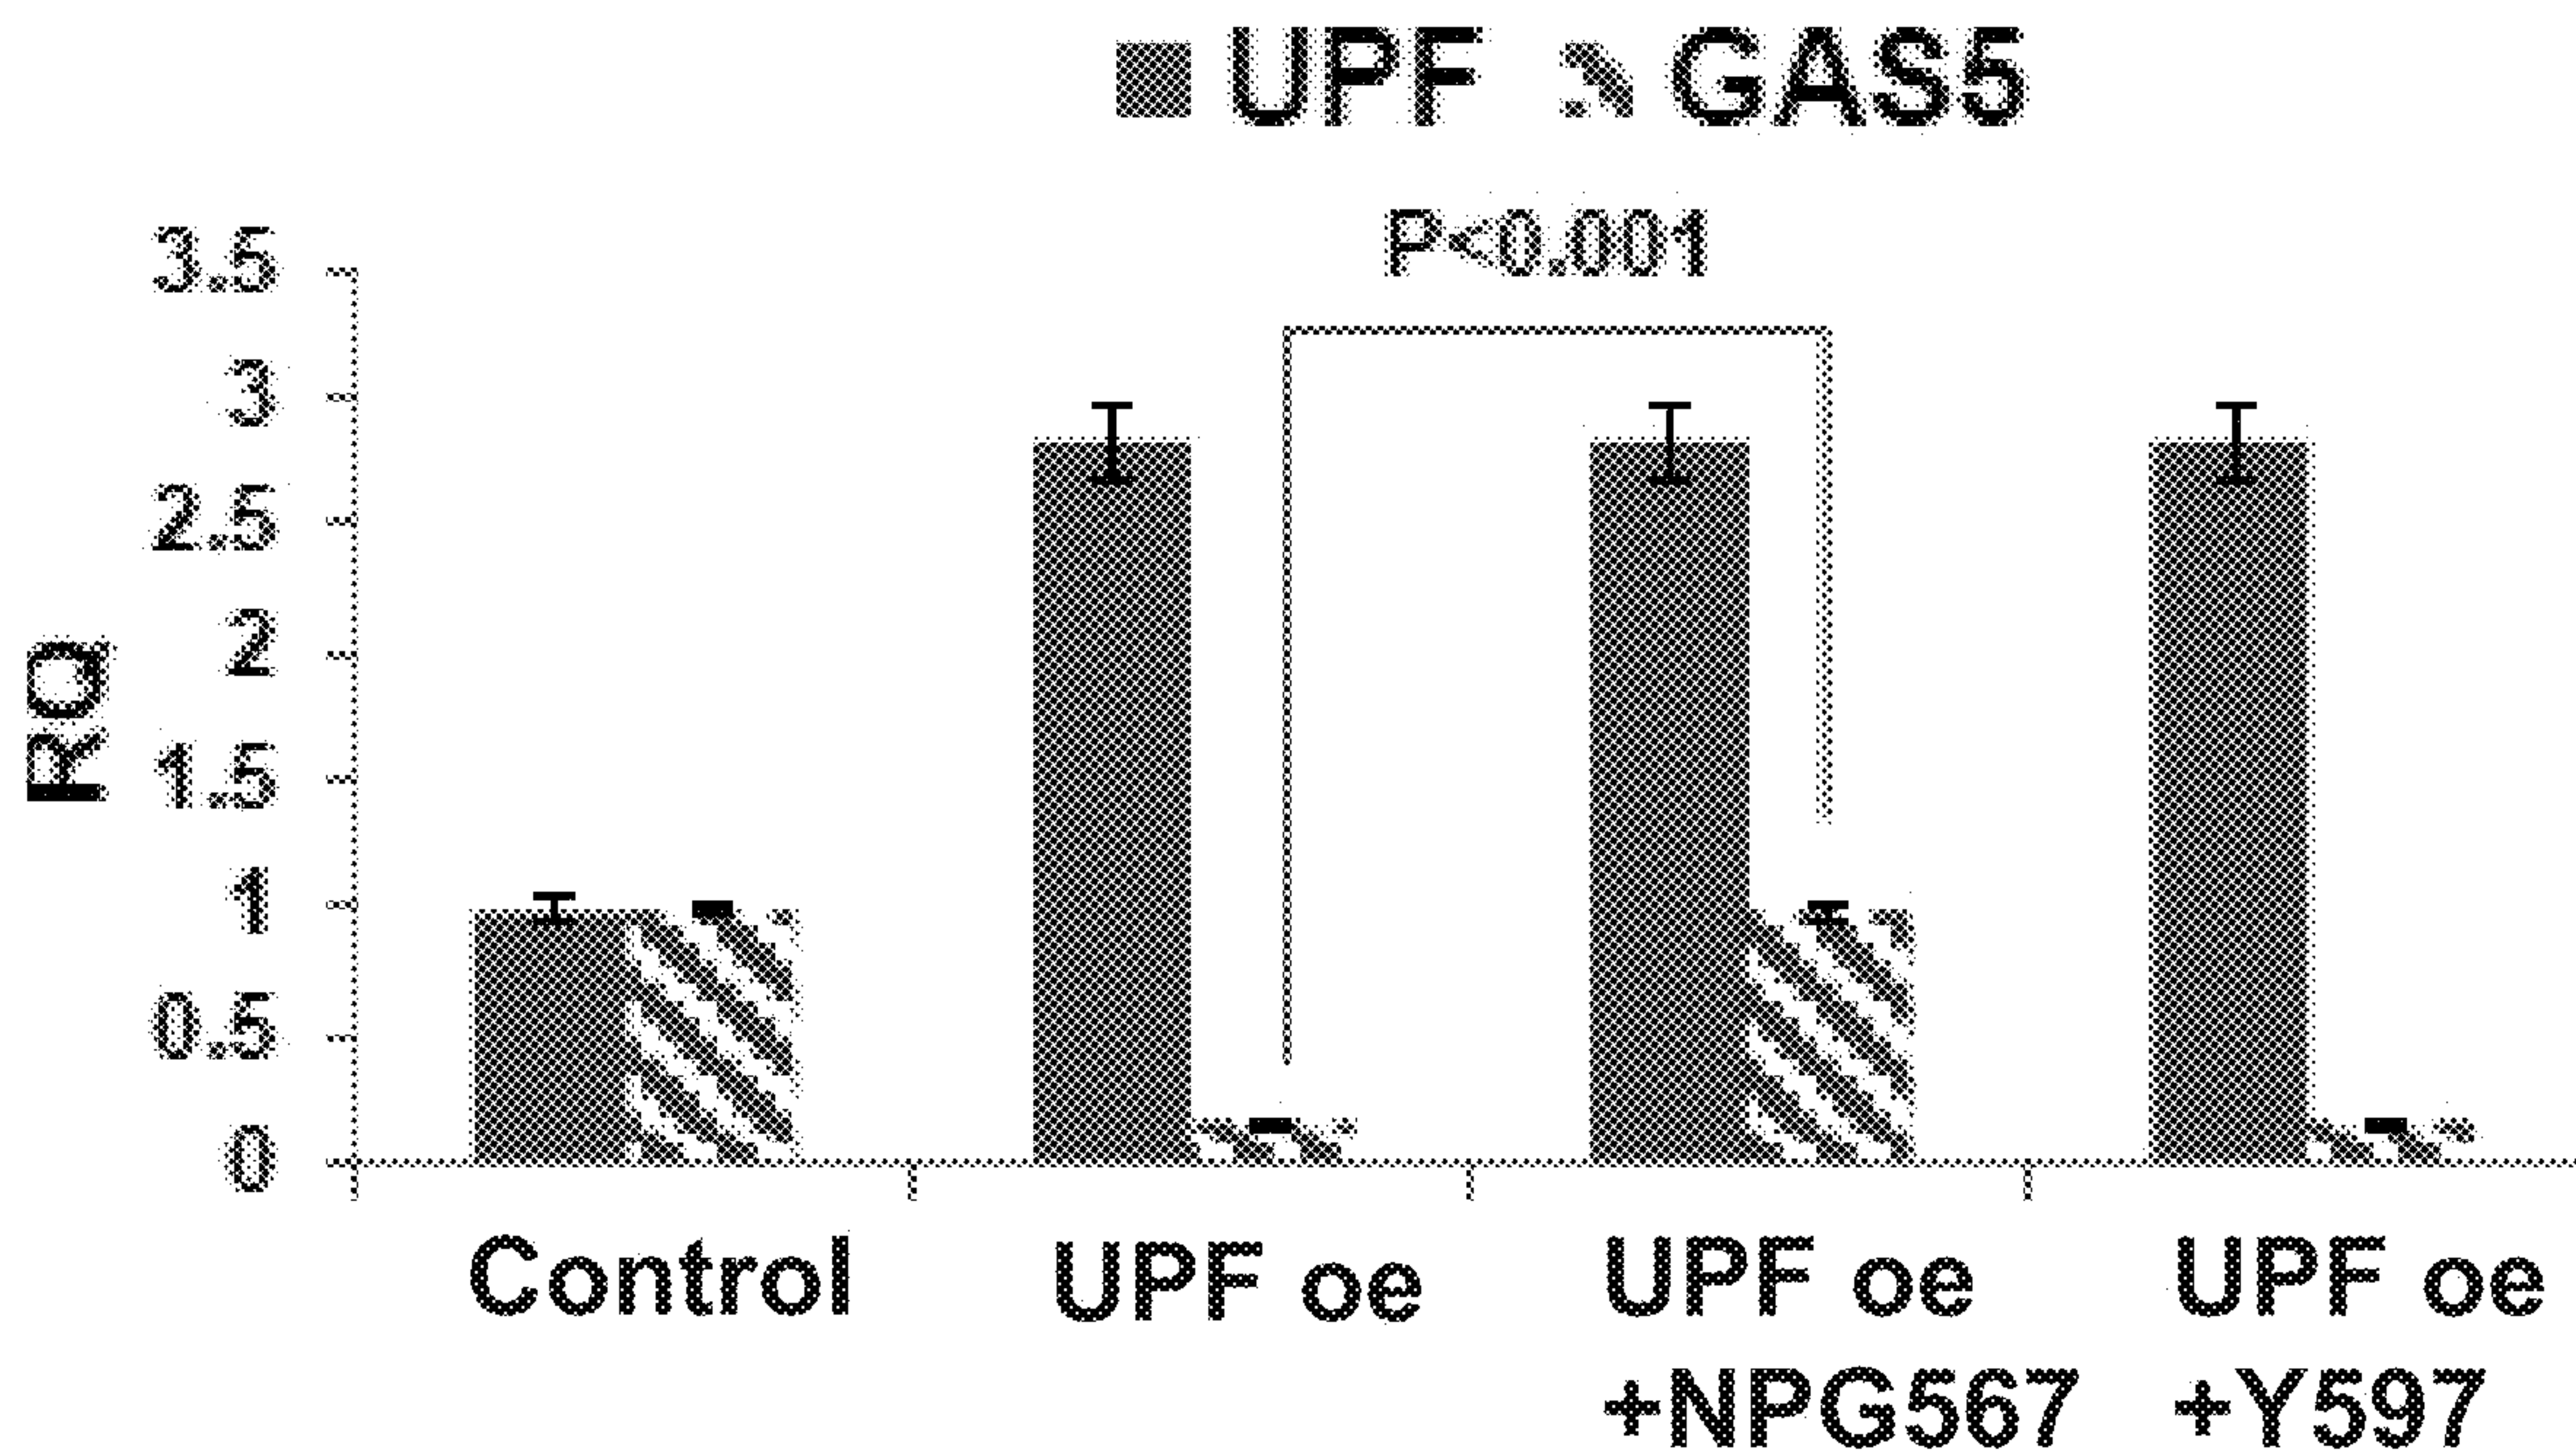 UPF GAS5
P<0.001
3.5
3
2.5
2
1.5
1
0.5
0
RQ
Control
UPF oe
UPF oe
+NPG567
UPF oe
+Y597